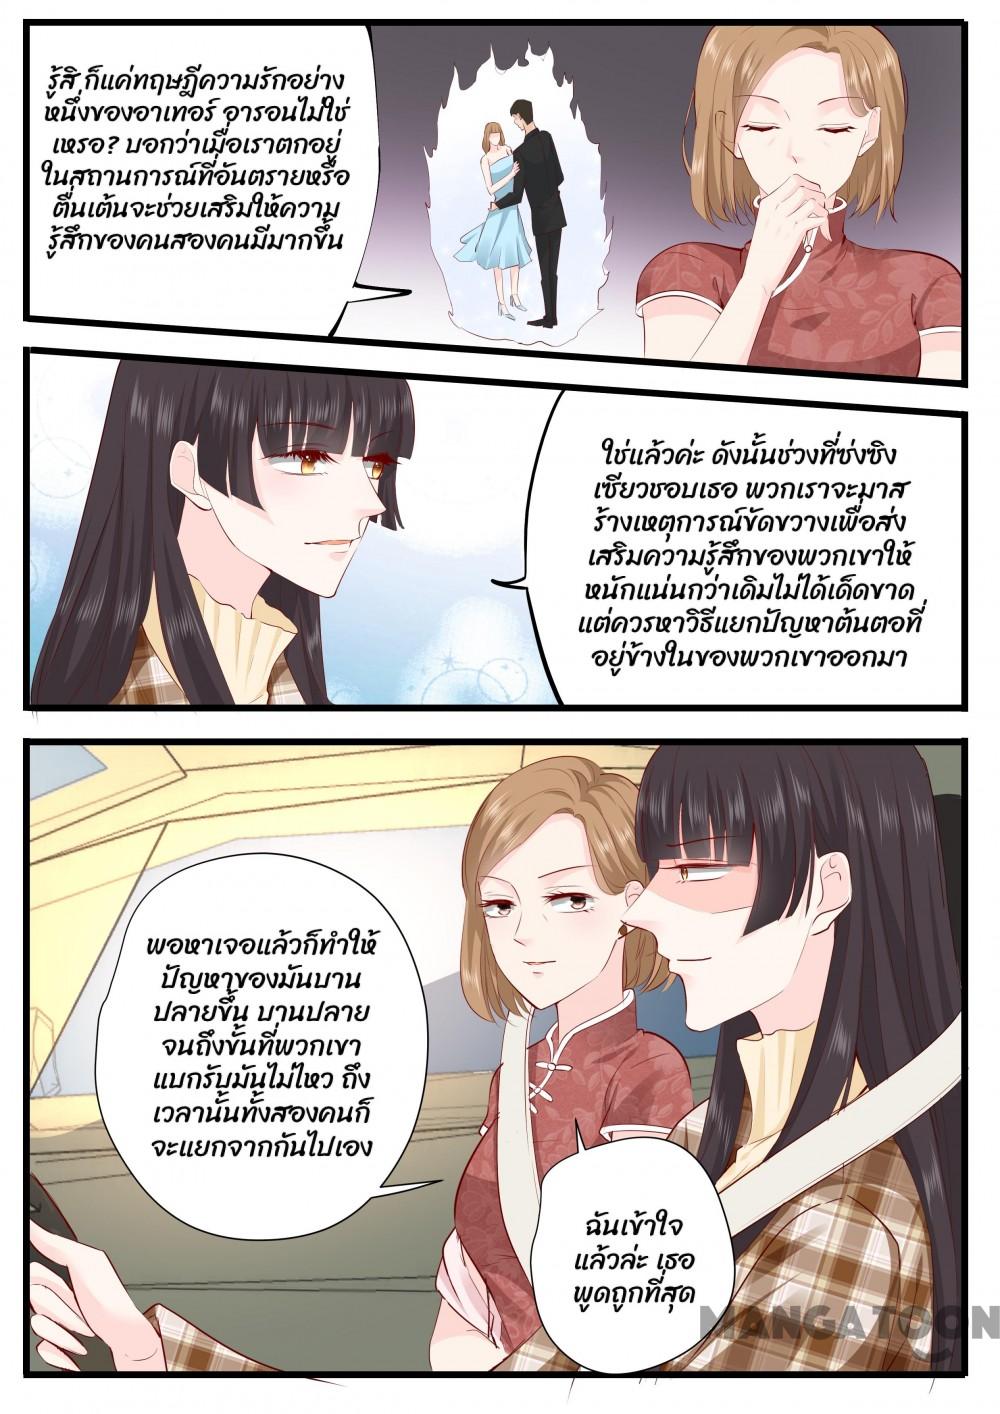 รู้สิ ก็แค่ทฤษฎีความรักอย่าง
หนึ่งของอาเทอร์ อารอนไม่ใช่
เหรอ? บอกว่าเมื่อเราตกอยู่
ในสถานการณ์ที่อันตรายหรือ
ตื่นเต้นจะช่วยเสริมให้ความ
รู้สึกของคนสองคนมีมากขึ้น
ใช่แล้วค่ะ ดังนั้นช่วงที่ซ่งชิง
เซียวชอบเธอ พวกเราจะมาส
ร้างเหตุการณ์ขัดขวางเพื่อส่ง
เสริมความรู้สึกของพวกเขาให้
หนักแน่นกว่าเดิมไม่ได้เด็ดขาด
แต่ควรหาวิธีแยกปัญหาต้นตอที่
อยู่ข้างในของพวกเขาออกมา
พอหาเจอแล้วก็ทำให้
ปัญหาของมันบาน
ปลายขึ้น บานปลาย
จนถึงขั้นที่พวกเขา
แบกรับมันไม่ไหว ถึง
เวลานั้นทั้งสองคนก็
จะแยกจากกันไปเอง
ฉันเข้าใจ
แล้วล่ะ เธอ
พูดถูกที่สุด
MANGATOON